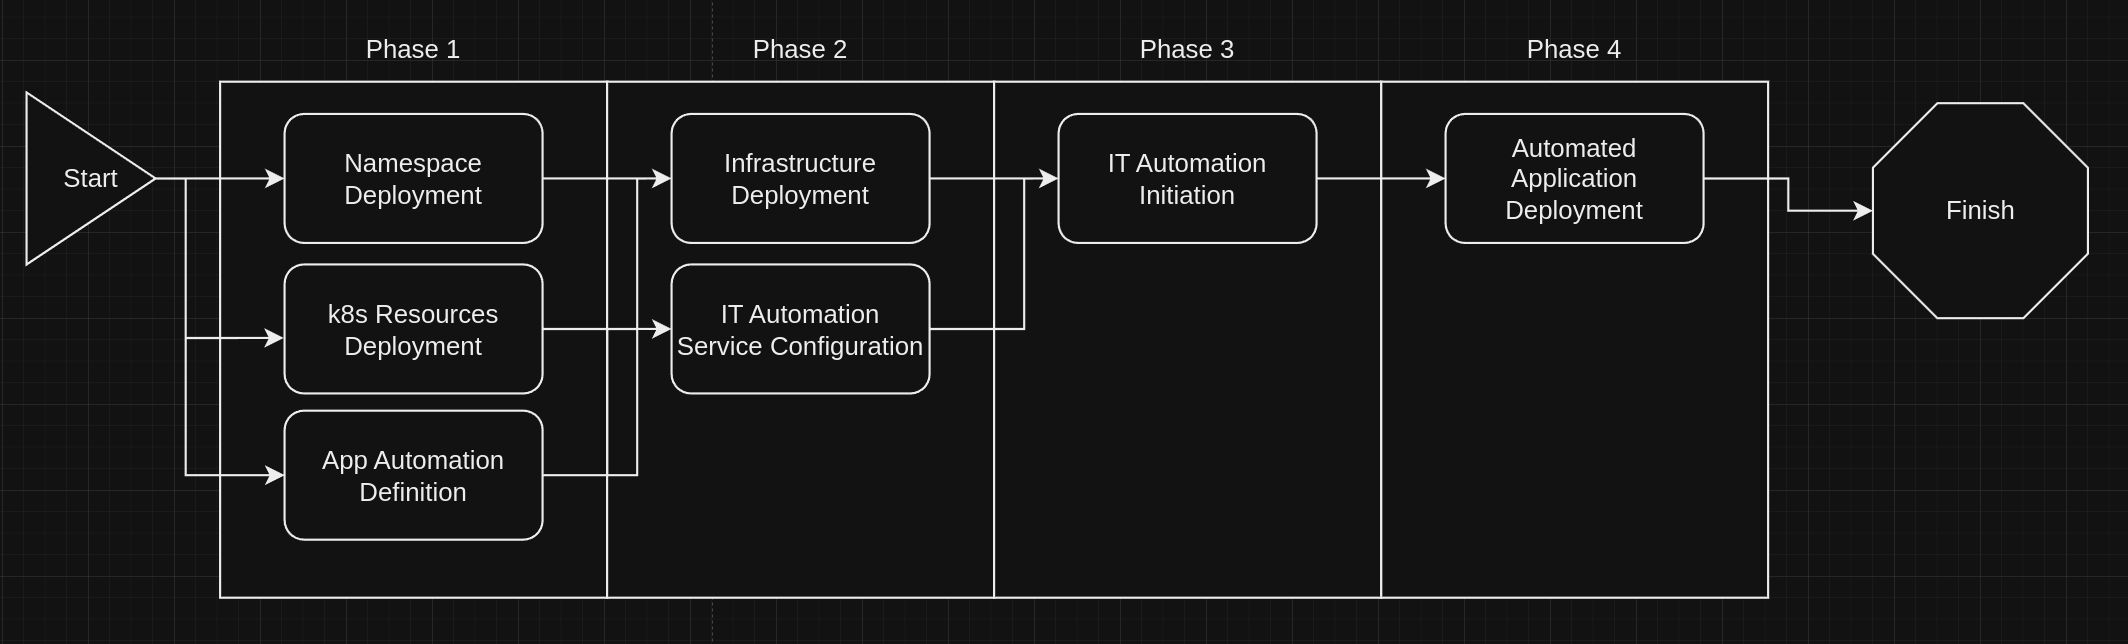 Phase 1
Phase 2
Phase 3
Phase 4
Start
Namespace
Deployment
Infrastructure
Deployment
IT Automation
Initiation
Automated
Application
Deployment
Finish
k8s Resources
Deployment
IT Automation
Service Configuration
App Automation
Definition